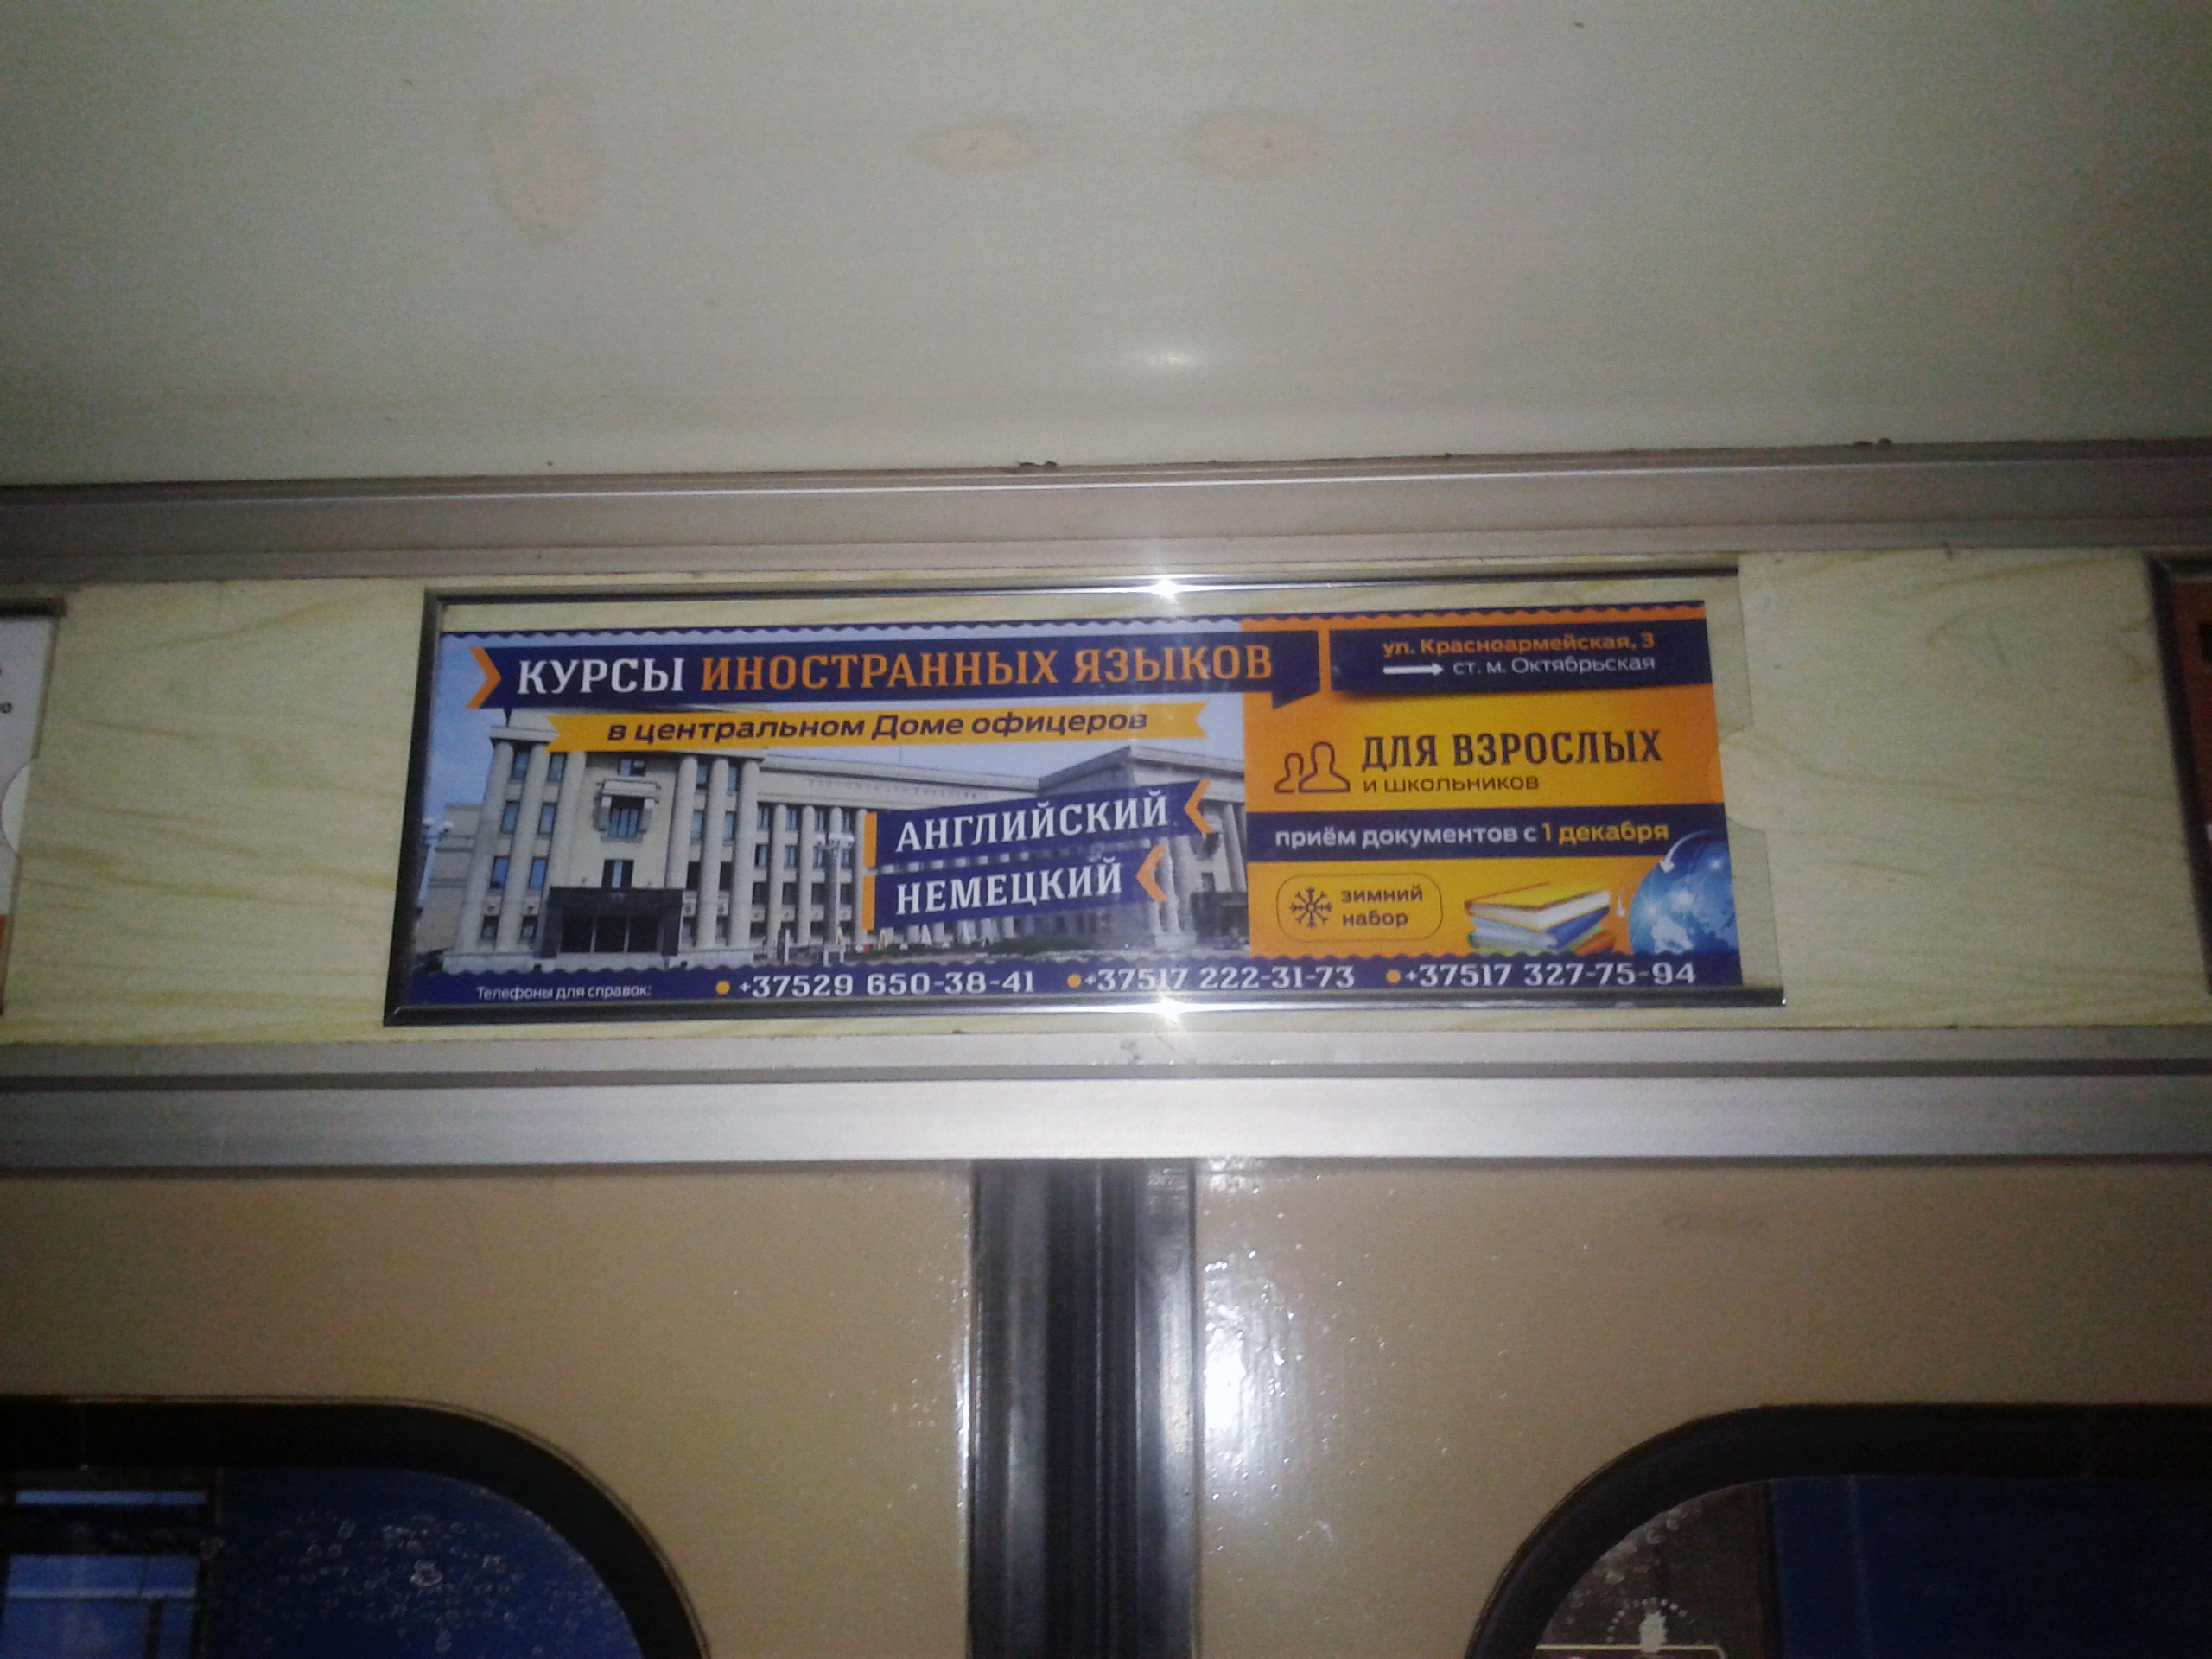 КУРСЫ ИНОСТРАННЫХ ЯЗЫКОВ
в центральном Доме офицеров
АНГЛИЙСКИЙ
НЕМЕЦКИЙ
ул. Красноармейская, 3
ст. м. Октябрьская
ДЛЯ ВЗРОСЛЫХ
и школьников
приём документов с 1 декабря
зимний
набор
Телефоны для справок:
+37529 650-38-41
+37517 222-31-73
+37517 327-75-94